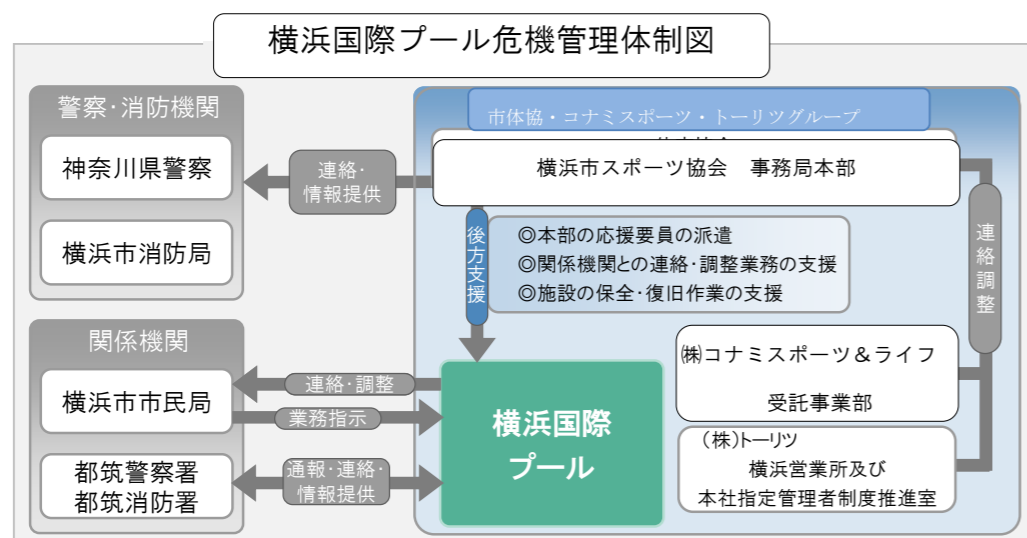 横浜国際プール危機管理体制図
警察・消防機関
神奈川県警察
横浜市消防局
連絡・
情報提供
市体協・コナミスポーツ・トーリツグループ
横浜市スポーツ協会　事務局本部
後方支援
◎本部の応援要員の派遣
◎関係機関との連絡・調整業務の支援
◎施設の保全・復旧作業の支援
連絡調整
関係機関
横浜市市民局
都筑警察署
都筑消防署
連絡・調整
業務指示
通報・連絡・
情報提供
横浜国際
プール
㈱コナミスポーツ＆ライフ
受託事業部
（株）トーリツ
横浜営業所及び
本社指定管理者制度推進室